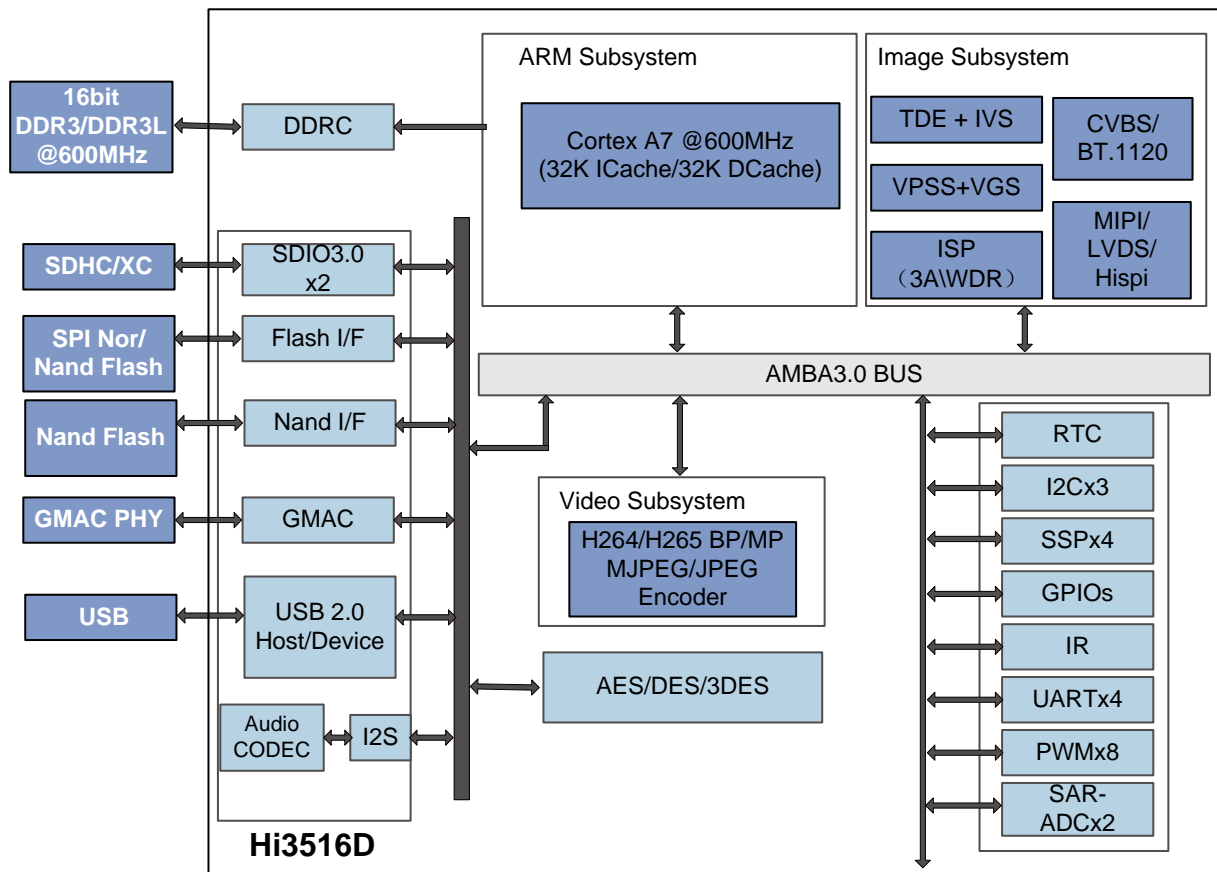 16bit
DDR3/DDR3L
@600MHz
DDRC
ARM Subsystem
Cortex A7 @600MHz
(32K ICache/32K DCache)
Image Subsystem
TDE + IVS
CVBS/
BT.1120
VPSS+VGS
ISP
（3A\WDR）
MIPI/
LVDS/
Hispi
SDHC/XC
SDIO3.0
x2
SPI Nor/
Nand Flash
Flash I/F
Nand Flash
Nand I/F
GMAC PHY
GMAC
USB
USB 2.0
Host/Device
Audio
CODEC
I2S
Hi3516D
AMBA3.0 BUS
Video Subsystem
H264/H265 BP/MP
MJPEG/JPEG
Encoder
AES/DES/3DES
RTC
I2Cx3
SSPx4
GPIOs
IR
UARTx4
PWMx8
SAR-
ADCx2